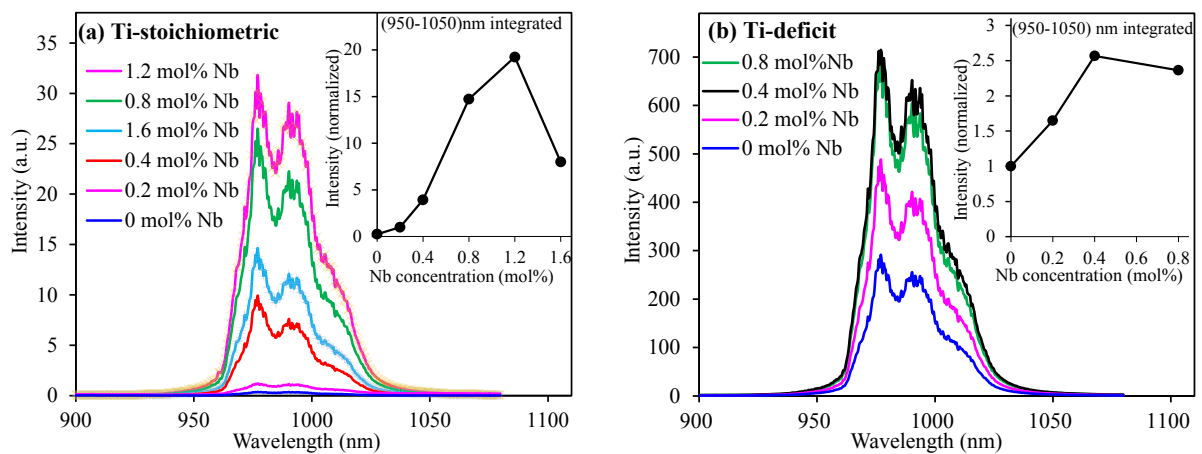 (a) Ti-stoichiometric
1.2 mol% Nb
0.8 mol% Nb
1.6 mol% Nb
0.4 mol% Nb
0.2 mol% Nb
0 mol% Nb
Intensity (a.u.)
35
30
25
20
15
10
5
0
900
950
1000
1050
1100
Wavelength (nm)
(950-1050)nm integrated
Intensity (normalized)
20
15
10
5
0
0
0.4
0.8
1.2
1.6
Nb concentration (mol%)
(b) Ti-deficit
0.8 mol%Nb
0.4 mol% Nb
0.2 mol% Nb
0 mol% Nb
Intensity (a.u.)
700
600
500
400
300
200
100
0
900
950
1000
1050
1100
Wavelength (nm)
(950-1050) nm integrated
Intensity (normalized)
3
2.5
2
1.5
1
0.5
0
0
0.2
0.4
0.6
0.8
Nb concentration (mol%)